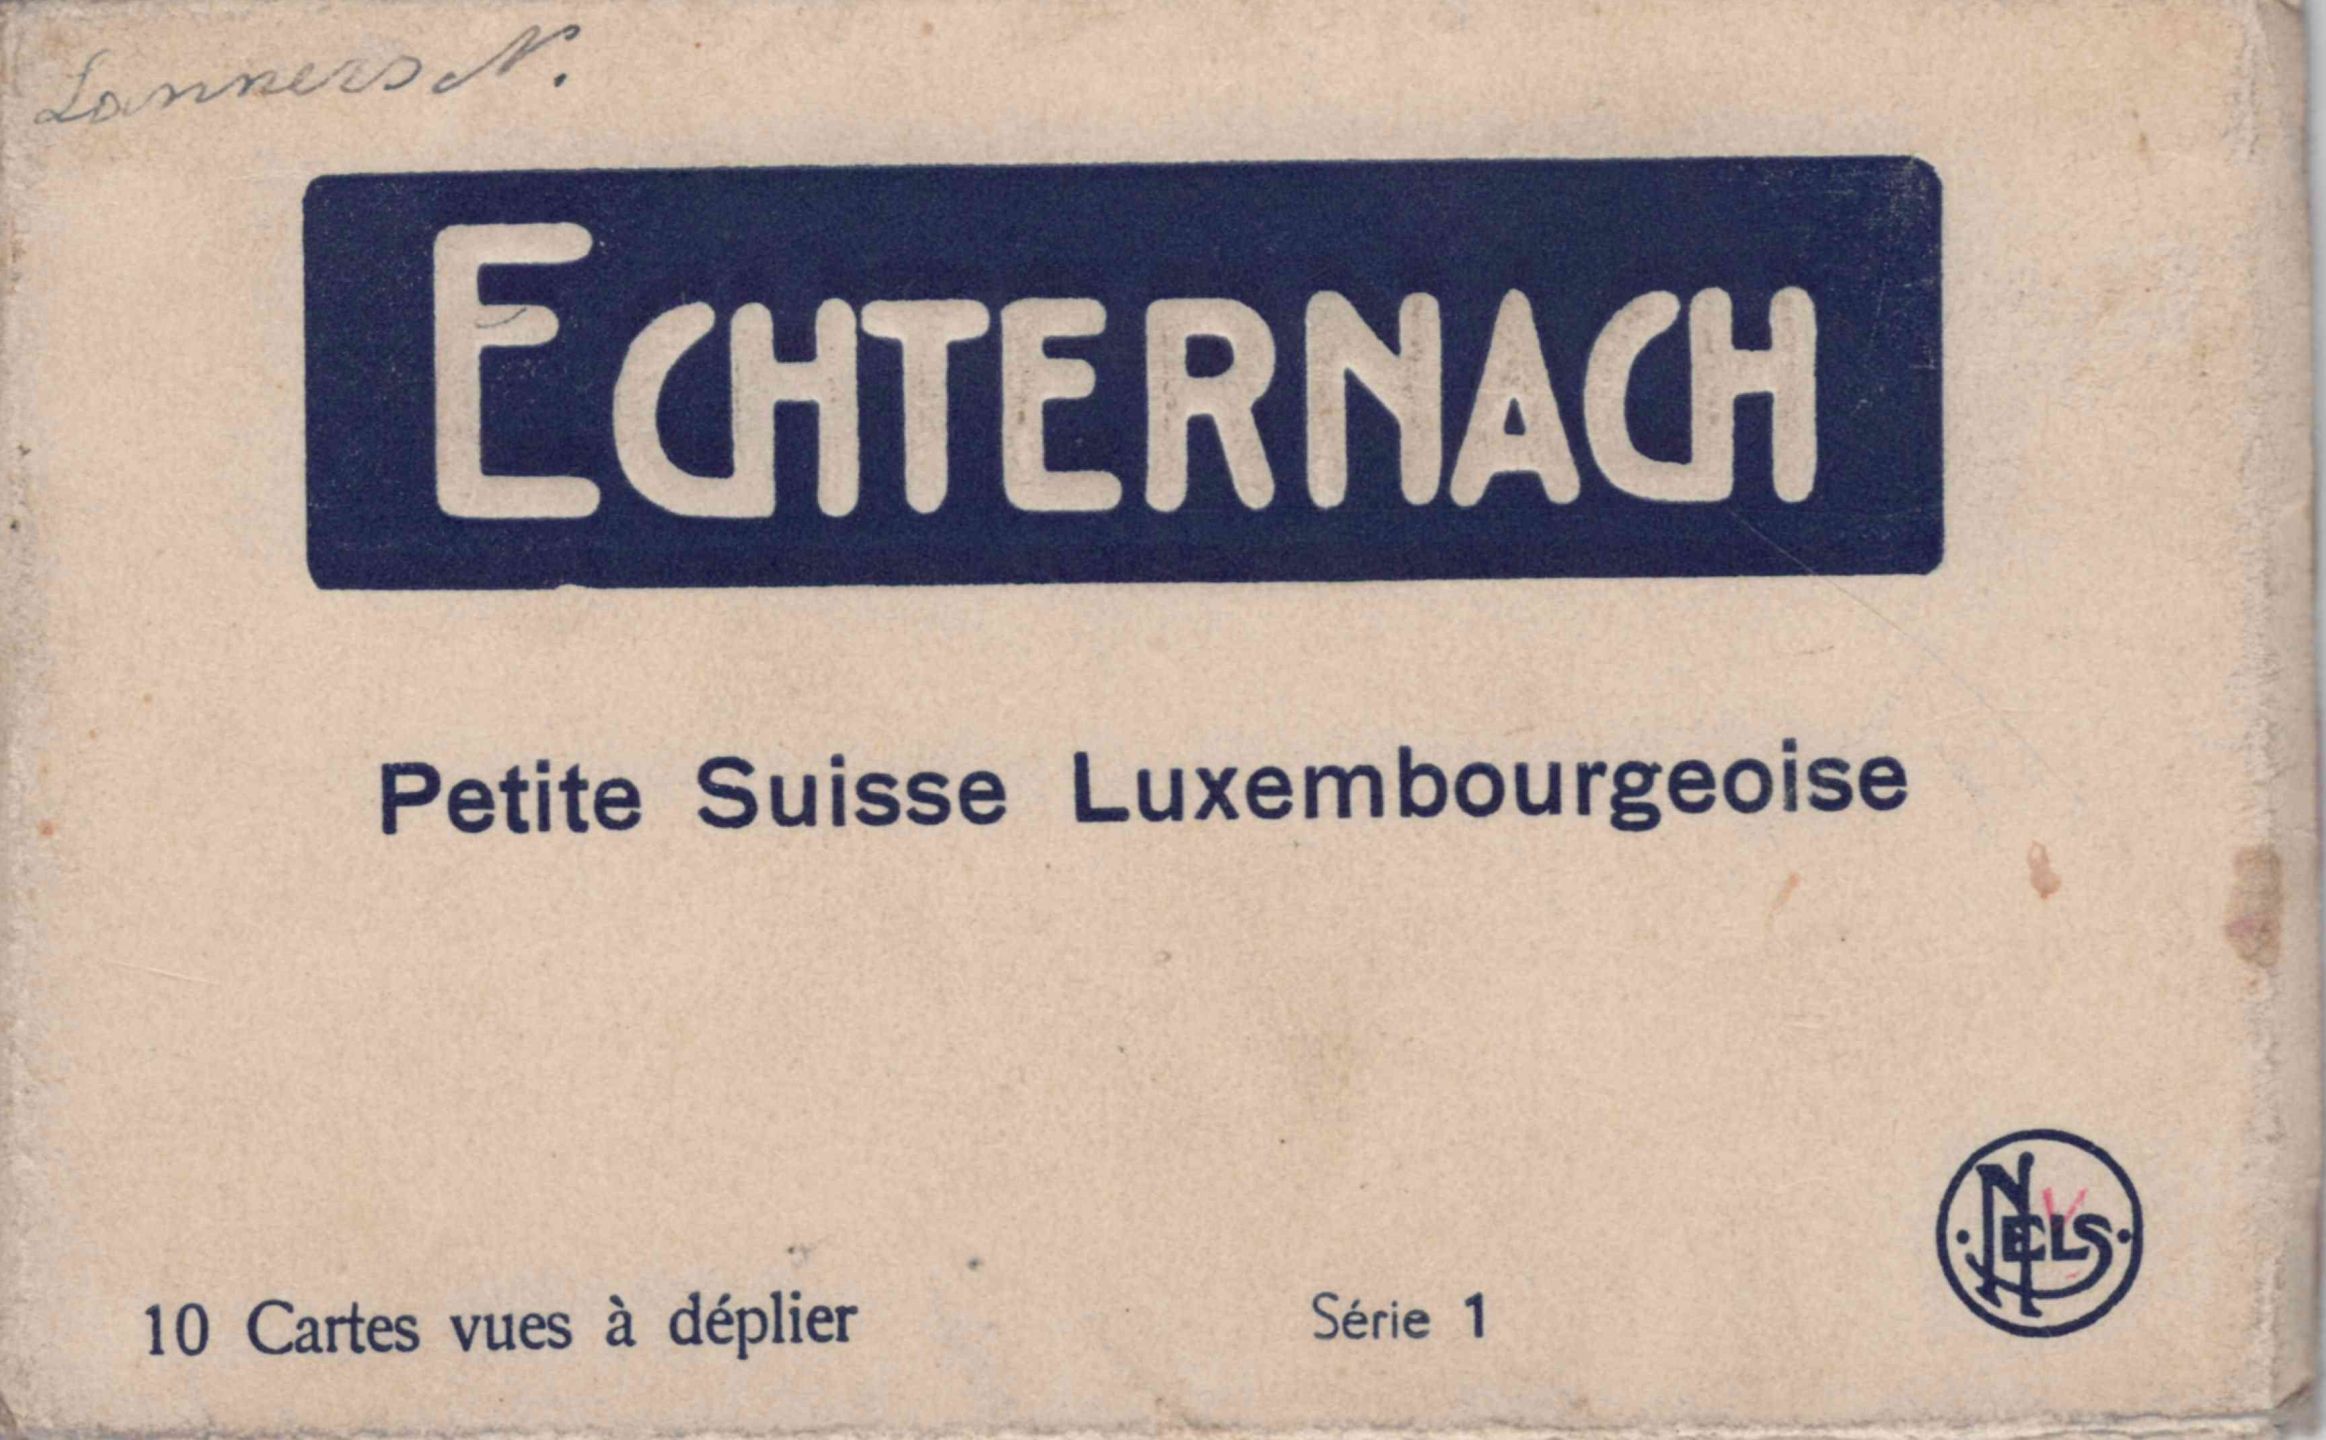 Lanners N.
ECHTERNACH
Petite Suisse Luxembourgeoise
10 Cartes vues à déplier
Série 1
NELS